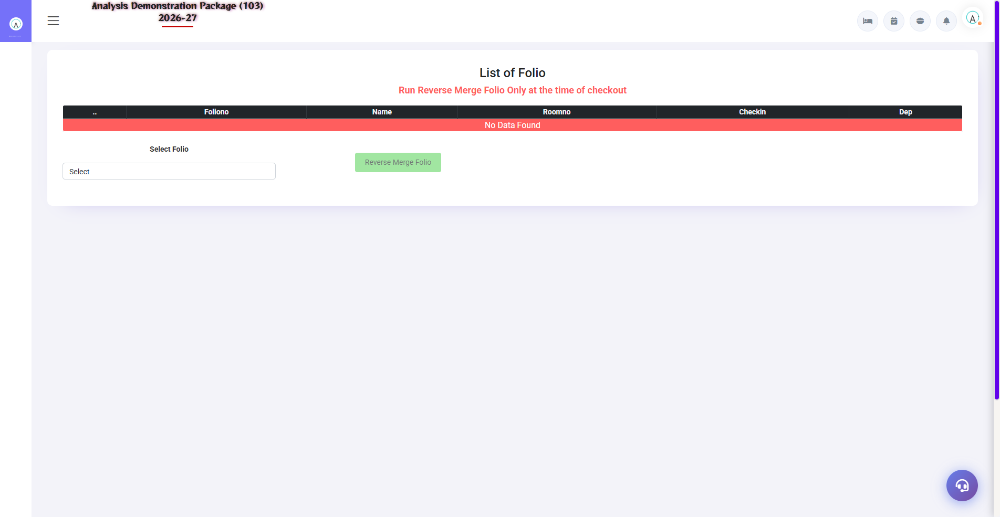 Analysis Demonstration Package (103)
2026-27
A
A
List of Folio
Run Reverse Merge Folio Only at the time of checkout
.. Foliono Name Roomno Checkin Dep
No Data Found
Select Folio
Select
Reverse Merge Folio